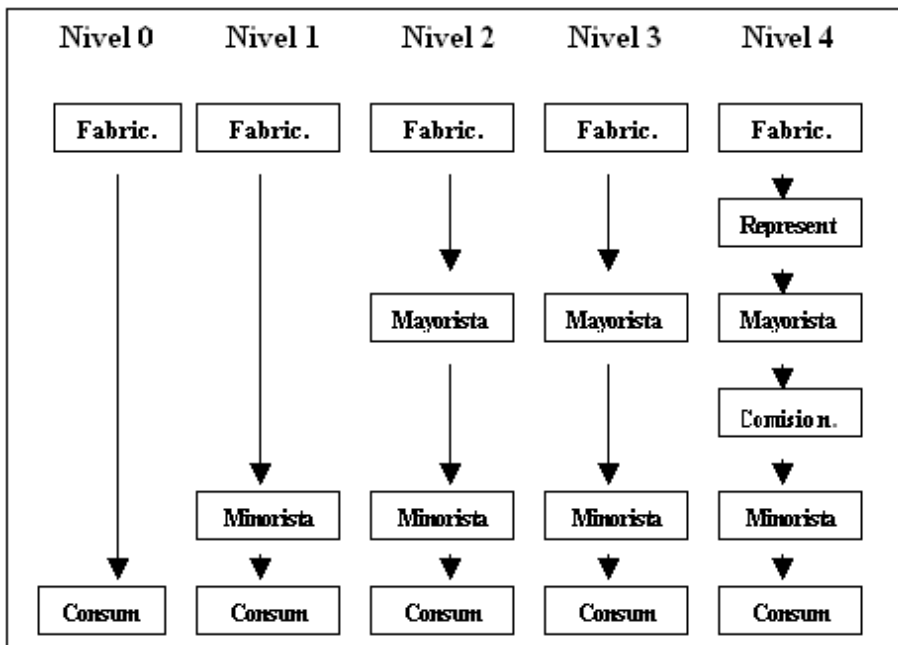 Nivel 0 Nivel 1 Nivel 2 Nivel 3 Nivel 4
Fabric. Fabric. Fabric. Fabric. Fabric.
Represent
Mayorista Mayorista Mayorista
Comision.
Minorista Minorista Minorista Minorista
Consum Consum Consum Consum Consum